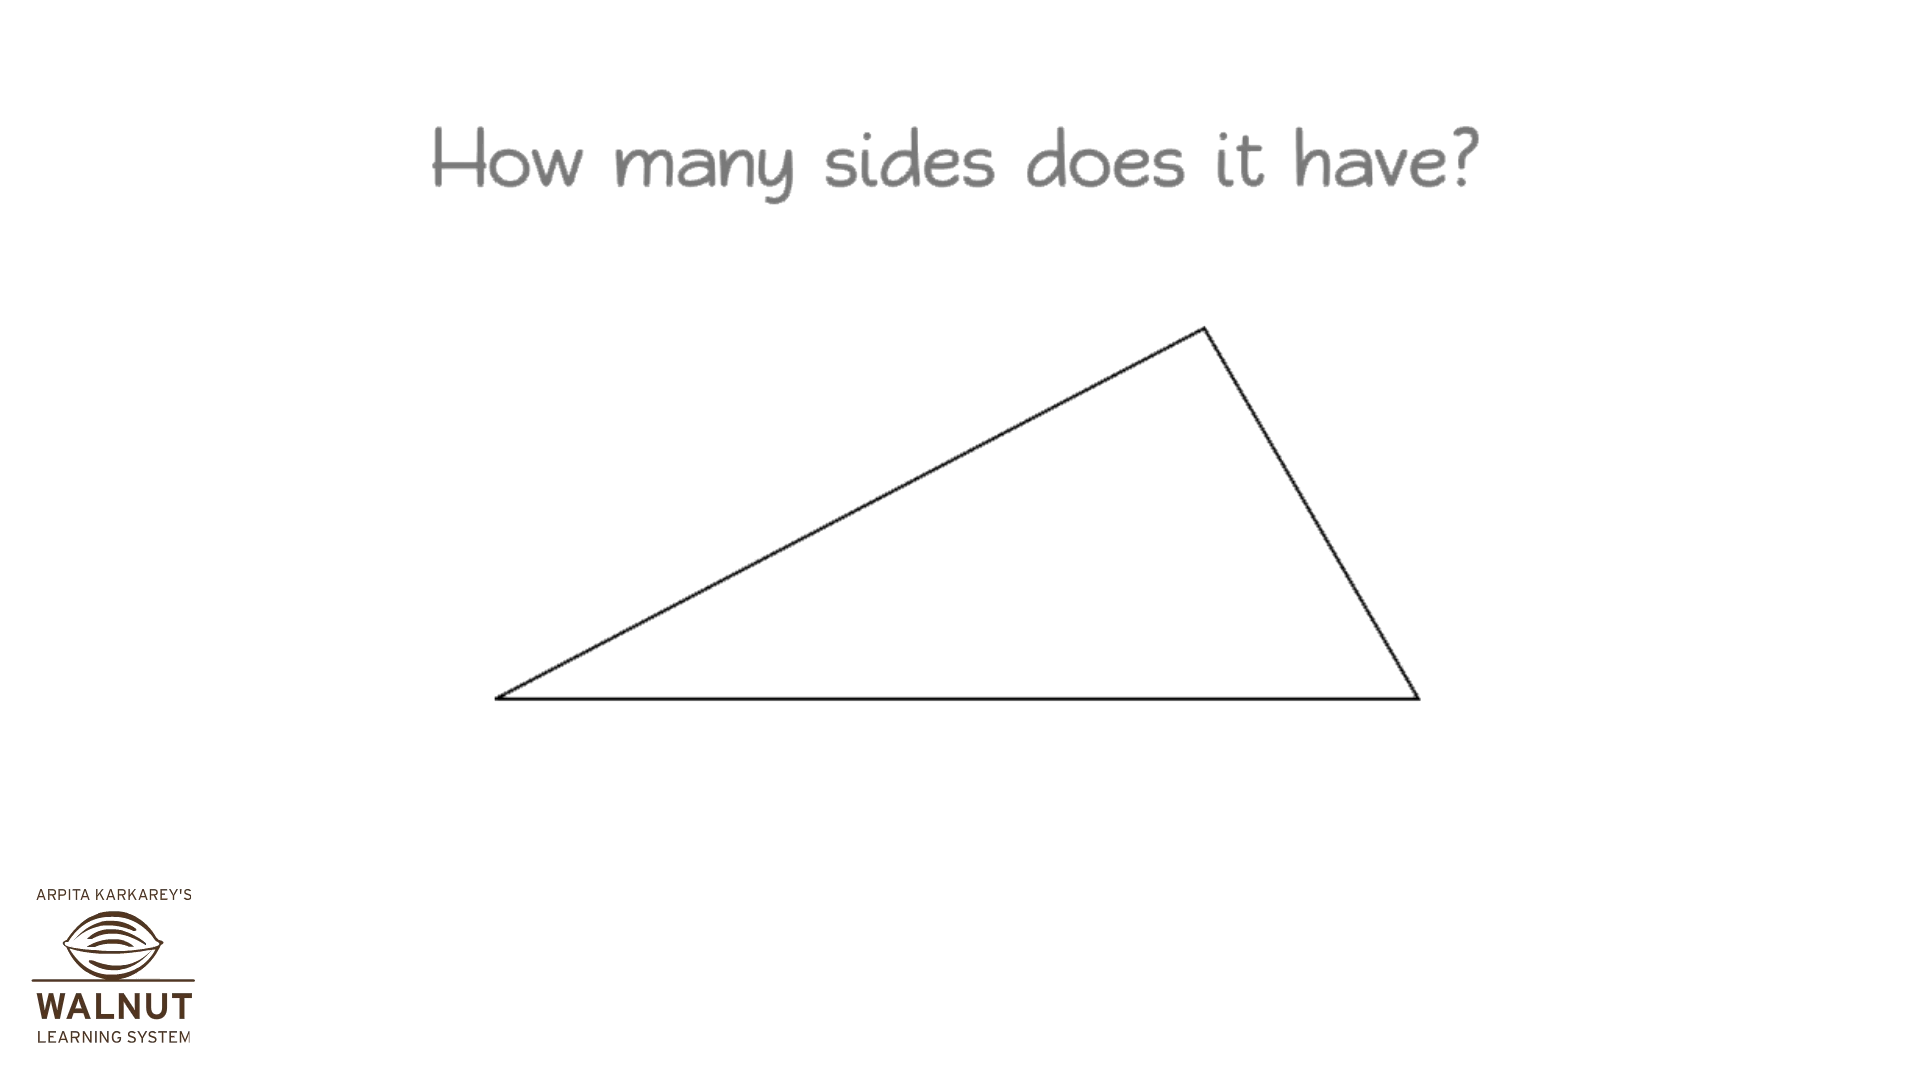 How many sides does it have?
ARPITA KARKAREY'S
WALNUT
LEARNING SYSTEM